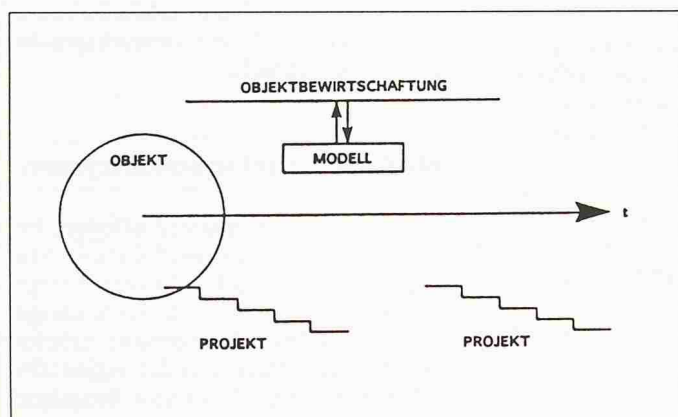 OBJEKTBEWIRTSCHAFTUNG
OBJEKT
MODELL
t
PROJEKT
PROJEKT